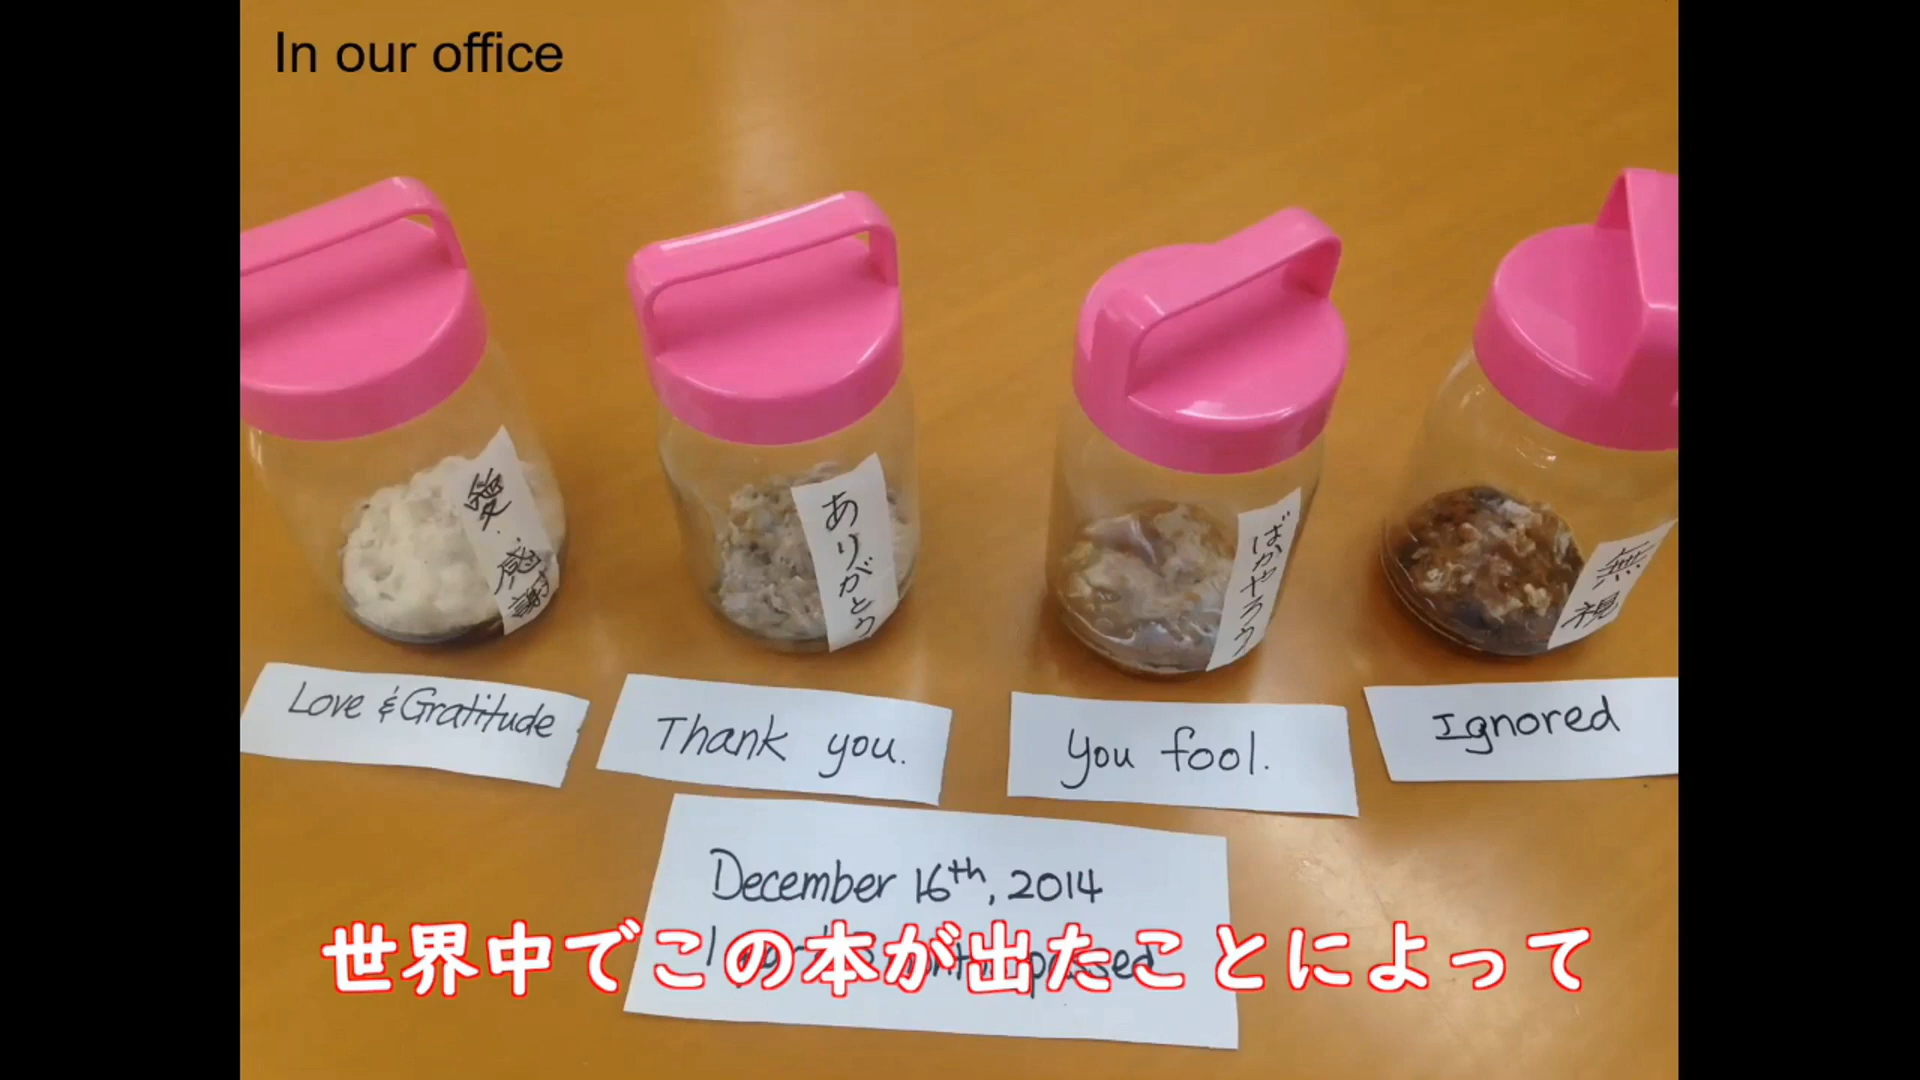 In our office
愛・感謝
ありがとう
ばかやろう
無視
Love & Gratitude
Thank you.
You fool.
Ignored
December 16th, 2014
passed
世界中でこの本が出たことによって